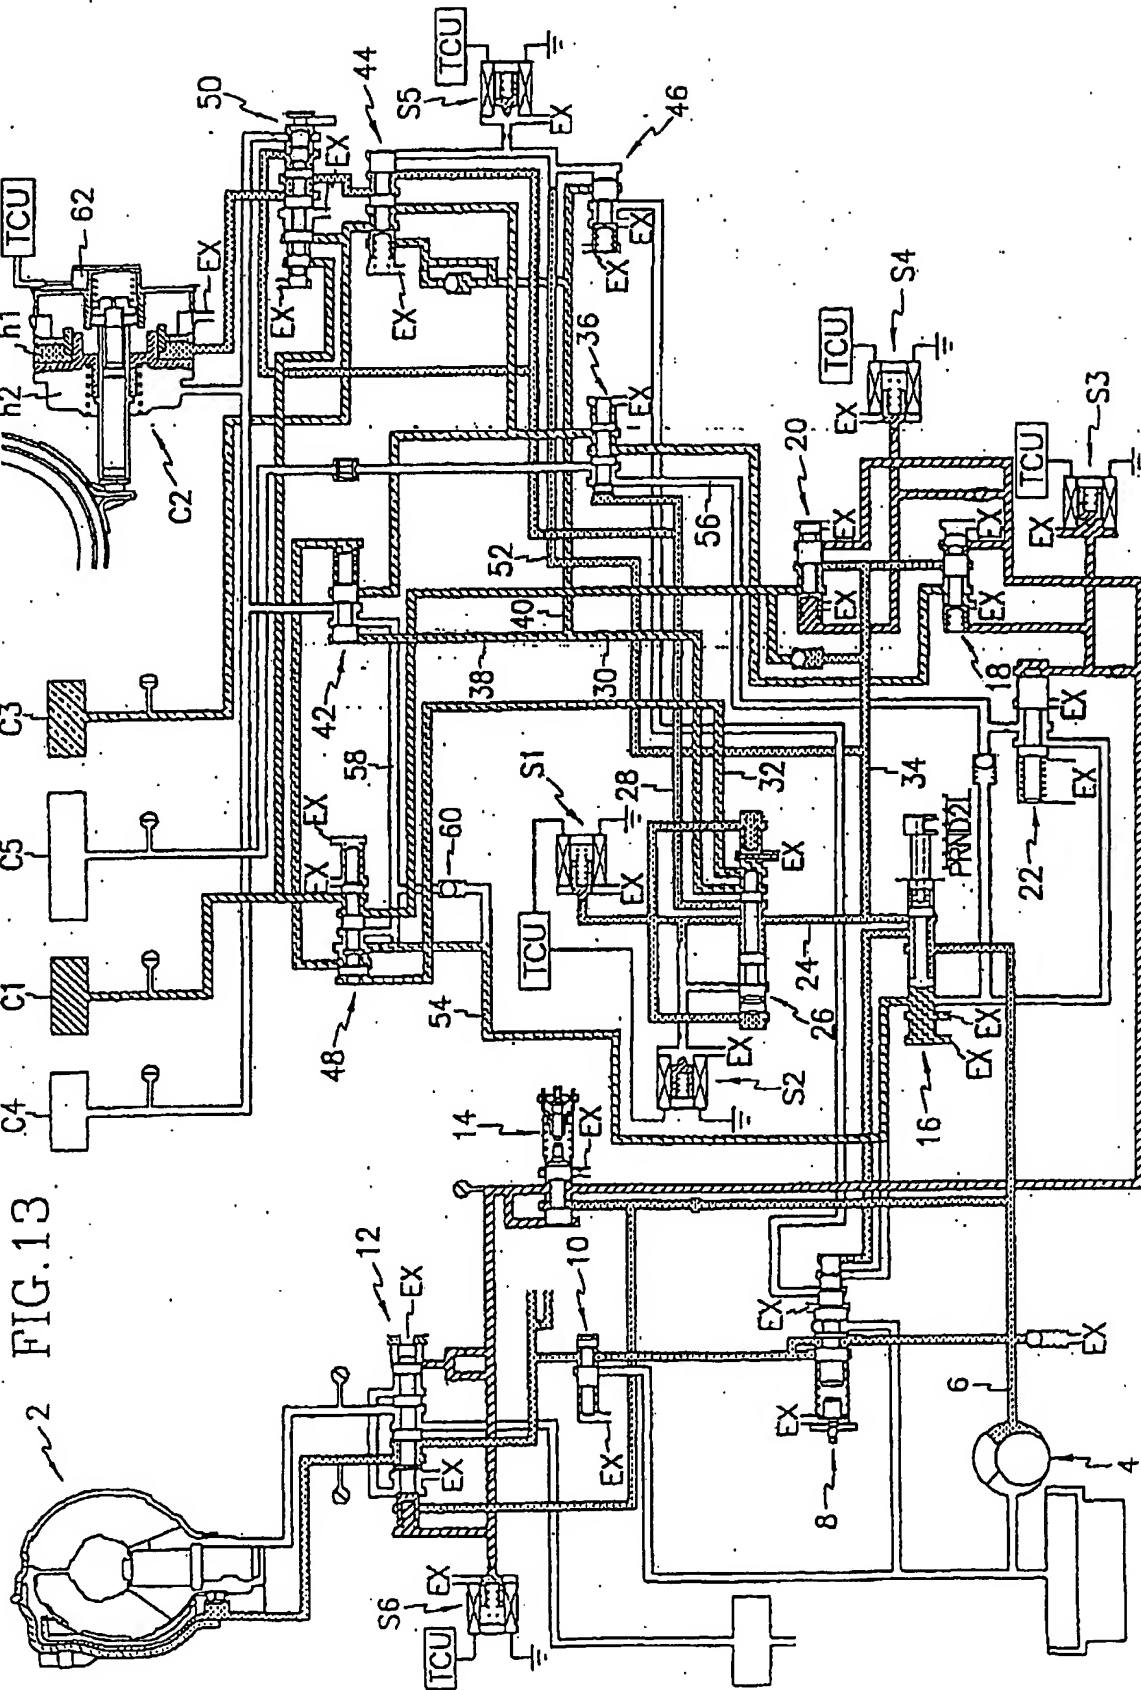 FIG.13
C4
C1
C5
C3
h2
h1
TCU
62
EX
C2
50
EX
EX
44
EX
S5
TCU
EX
46
EX
EX
2
12
EX
EX
48
EX
EX
42
58
60
54
38
40
30
52
36
EX
56
S6
TCU
EX
10
EX
14
EX
S1
TCU
EX
28
32
EX
S2
EX
26
24
34
20
EX
EX
S4
TCU
EX
18
EX
EX
S3
TCU
EX
22
EX
EX
16
PRND2L
EX
EX
8
EX
EX
6
4
EX